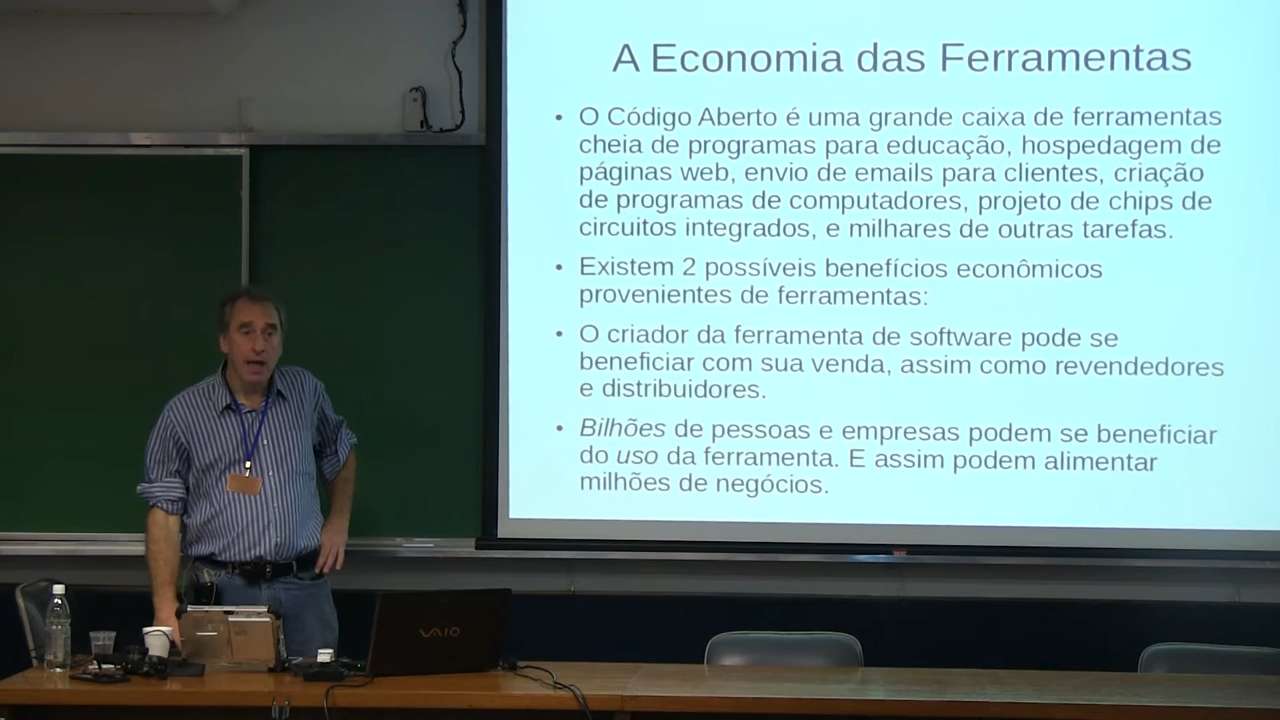 A Economia das Ferramentas
• O Código Aberto é uma grande caixa de ferramentas
cheia de programas para educação, hospedagem de
páginas web, envio de emails para clientes, criação
de programas de computadores, projeto de chips de
circuitos integrados, e milhares de outras tarefas.
• Existem 2 possíveis benefícios econômicos
provenientes de ferramentas:
• O criador da ferramenta de software pode se
beneficiar com sua venda, assim como revendedores
e distribuidores.
• Bilhões de pessoas e empresas podem se beneficiar
do uso da ferramenta. E assim podem alimentar
milhões de negócios.
VAIO